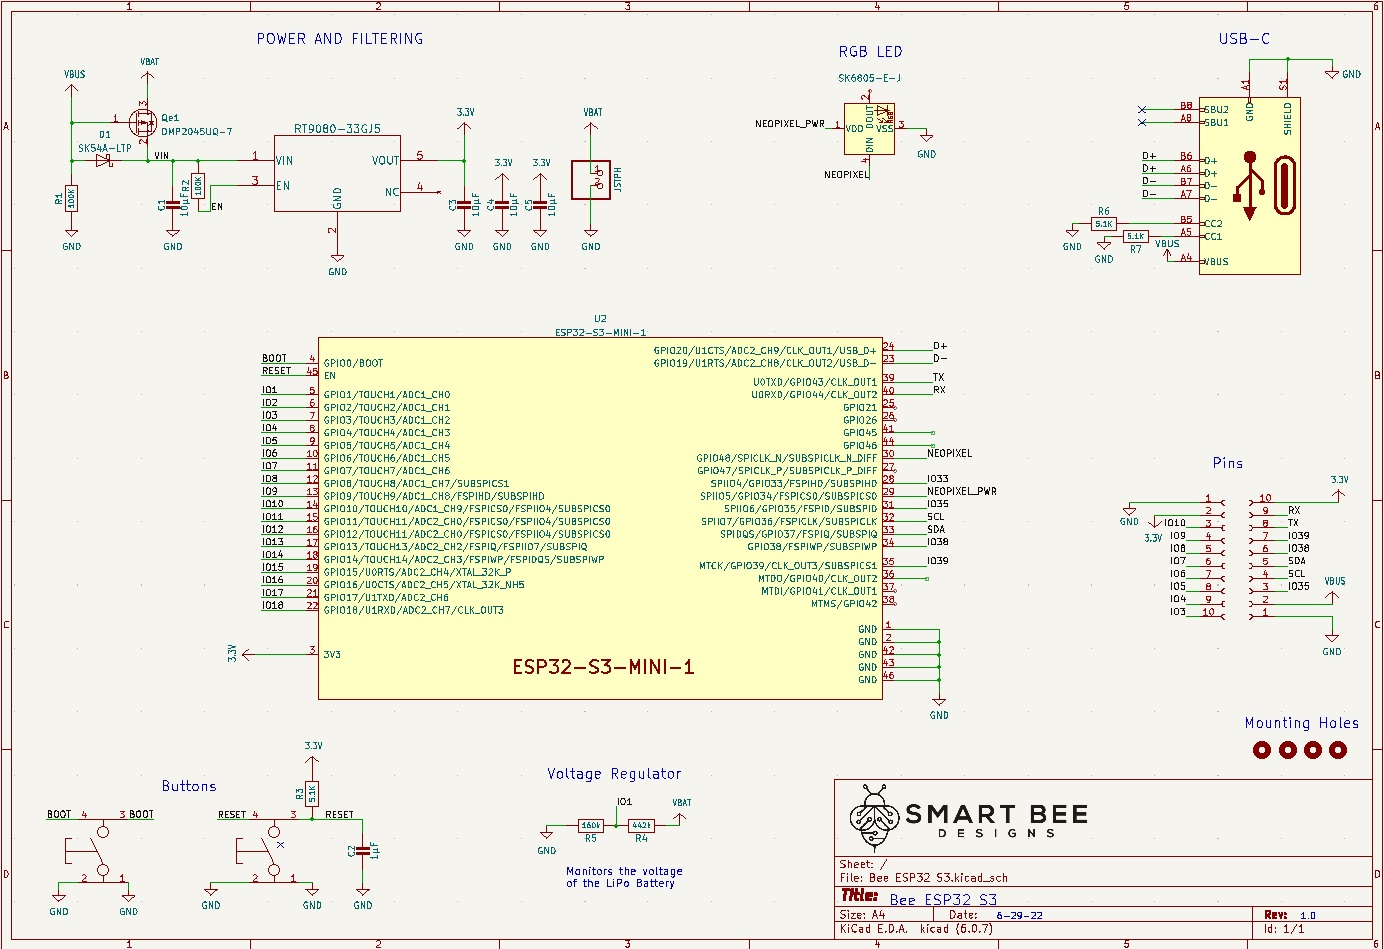 1 2 3 4 5 6
POWER AND FILTERING
RGB LED
USB-C
VBUS
VBAT
3
1
Qe1
DMP2045UQ-7
2
D1
SK54A-LTP
VIN
R1
100K
GND
C1
10µF
GND
R2
100K
EN
RT9080-33GJ5
1 VIN
3 EN
VOUT 5
NC 4
GND
2
GND
3.3V
C3
10µF
GND
3.3V
C4
10µF
GND
3.3V
C5
10µF
GND
VBAT
JSTPH
1
2
GND
SK6805-E-J
NEOPIXEL_PWR
1 VDD
2 DOUT
RGB
VSS 3
DIN
4
NEOPIXEL
GND
GND
A1
S1
GND
SHIELD
B8 SBU2
A8 SBU1
D+ B6 D+
D+ A6 D+
D- B7 D-
D- A7 D-
R6
5.1K
B5 CC2
GND
5.1K
R7
A5 CC1
GND
VBUS
A4 VBUS
U2
ESP32-S3-MINI-1
BOOT 4 GPIO0/BOOT
RESET 45 EN
IO1 5 GPIO1/TOUCH1/ADC1_CH0
IO2 6 GPIO2/TOUCH2/ADC1_CH1
IO3 7 GPIO3/TOUCH3/ADC1_CH2
IO4 8 GPIO4/TOUCH4/ADC1_CH3
IO5 9 GPIO5/TOUCH5/ADC1_CH4
IO6 10 GPIO6/TOUCH6/ADC1_CH5
IO7 11 GPIO7/TOUCH7/ADC1_CH6
IO8 12 GPIO8/TOUCH8/ADC1_CH7/SUBSPICS1
IO9 13 GPIO9/TOUCH9/ADC1_CH8/FSPIHD/SUBSPIHD
IO10 14 GPIO10/TOUCH10/ADC1_CH9/FSPICS0/FSPIIO4/SUBSPICS0
IO11 15 GPIO11/TOUCH11/ADC2_CH0/FSPICS0/FSPIIO4/SUBSPICS0
IO12 16 GPIO12/TOUCH12/ADC2_CH1/FSPICS0/FSPIIO4/SUBSPICS0
IO13 17 GPIO13/TOUCH13/ADC2_CH2/FSPIQ/FSPIIO7/SUBSPIQ
IO14 18 GPIO14/TOUCH14/ADC2_CH3/FSPIWP/FSPIDQS/SUBSPIWP
IO15 19 GPIO15/U0RTS/ADC2_CH4/XTAL_32K_P
IO16 20 GPIO16/U0CTS/ADC2_CH5/XTAL_32K_NH5
IO17 21 GPIO17/U1TXD/ADC2_CH6
IO18 22 GPIO18/U1RXD/ADC2_CH7/CLK_OUT3
3.3V 3 3V3
GPIO20/U1CTS/ADC2_CH9/CLK_OUT1/USB_D+ 24 D+
GPIO19/U1RTS/ADC2_CH8/CLK_OUT2/USB_D- 23 D-
U0TXD/GPIO43/CLK_OUT1 39 TX
U0RXD/GPIO44/CLK_OUT2 40 RX
GPIO21 25
GPIO26 26
GPIO45 41
GPIO46 44
GPIO48/SPICLK_N/SUBSPICLK_N_DIFF 30 NEOPIXEL
GPIO47/SPICLK_P/SUBSPICLK_P_DIFF 27
SPIIO4/GPIO33/FSPIHD/SUBSPIHD 28 IO33
SPIIO5/GPIO34/FSPICS0/SUBSPICS0 29 NEOPIXEL_PWR
SPIIO6/GPIO35/FSPID/SUBSPID 31 IO35
SPIIO7/GPIO36/FSPICLK/SUBSPICLK 32 SCL
SPIDQS/GPIO37/FSPIQ/SUBSPIQ 33 SDA
GPIO38/FSPIWP/SUBSPIWP 34 IO38
MTCK/GPIO39/CLK_OUT3/SUBSPICS1 35 IO39
MTDO/GPIO40/CLK_OUT2 36
MTDI/GPIO41/CLK_OUT1 37
MTMS/GPIO42 38
GND 1
GND 2
GND 42
GND 43
GND 46
GND
ESP32-S3-MINI-1
Pins
GND
3.3V
1
2
IO10 3
IO9 4
IO8 5
IO7 6
IO6 7
IO5 8
IO4 9
IO3 10
3.3V
10
9 RX
8 TX
7 IO39
6 IO38
5 SDA
4 SCL
3 IO35
2 VBUS
1
GND
Mounting Holes
Buttons
BOOT 4 3 BOOT
2 1
GND GND
3.3V
R3
5.1K
RESET 4 3 RESET
2 1
GND GND
C2
1µF
GND
Voltage Regulator
IO1
VBAT
160k
R5
442k
R4
GND
Monitors the voltage
of the LiPo Battery
SMART BEE
DESIGNS
Sheet: /
File: Bee ESP32 S3.kicad_sch
Title: Bee ESP32 S3
Size: A4 Date: 6-29-22 Rev: 1.0
KiCad E.D.A. kicad (6.0.7) Id: 1/1
A
B
C
D
A
B
C
D
1 2 3 4 5 6